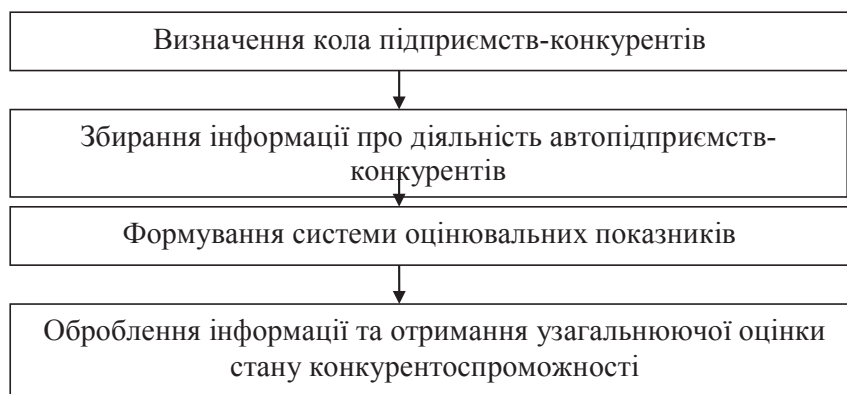 Визначення кола підприємств-конкурентів
Збирання інформації про діяльність автопідприємств-
конкурентів
Формування системи оцінювальних показників
Оброблення інформації та отримання узагальнюючої оцінки
стану конкурентоспроможності